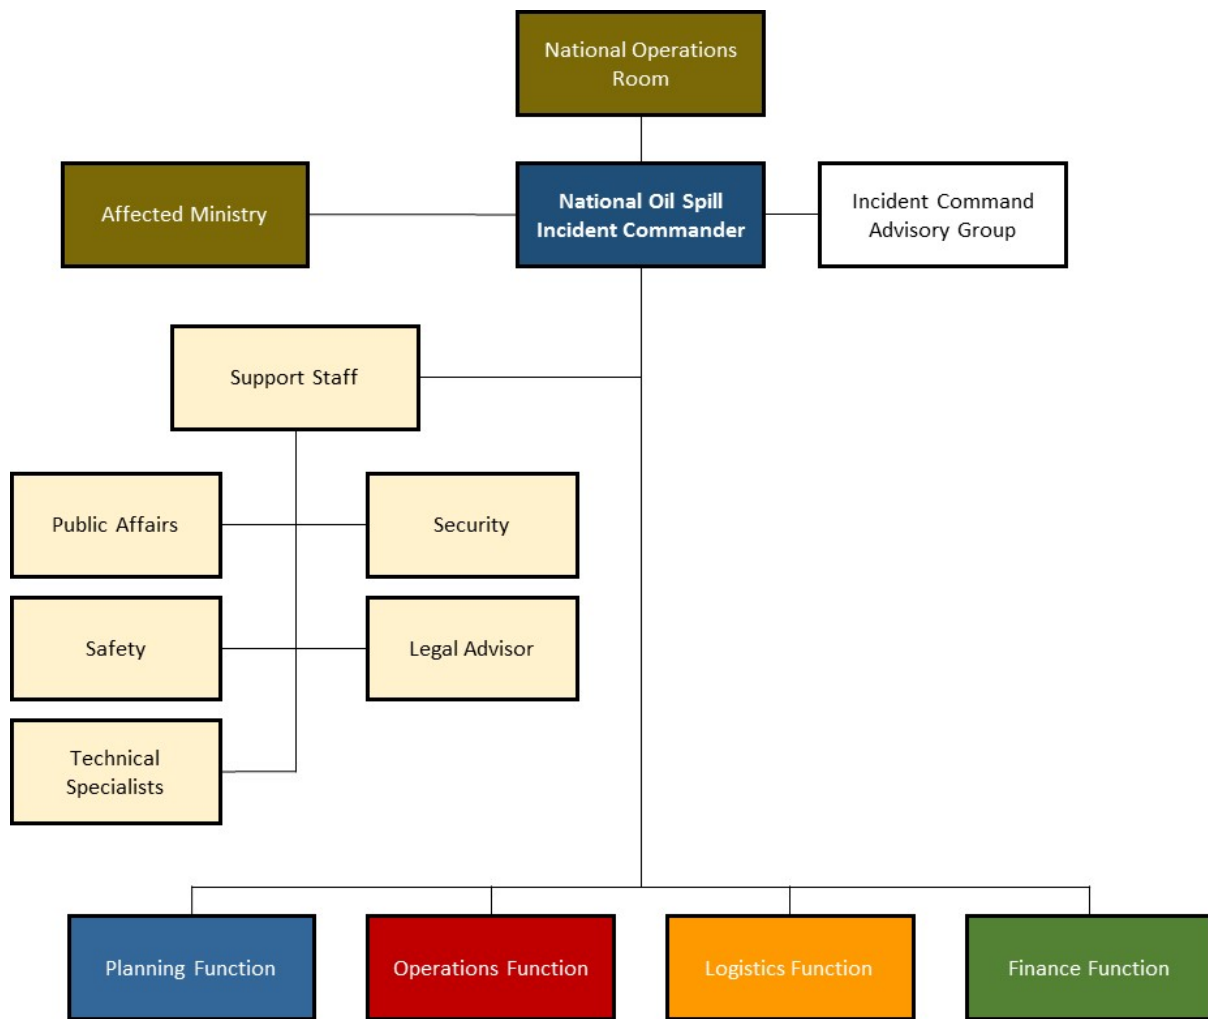 National Operations
Room
Affected Ministry
National Oil Spill
Incident Commander
Incident Command
Advisory Group
Support Staff
Public Affairs
Security
Safety
Legal Advisor
Technical
Specialists
Planning Function
Operations Function
Logistics Function
Finance Function